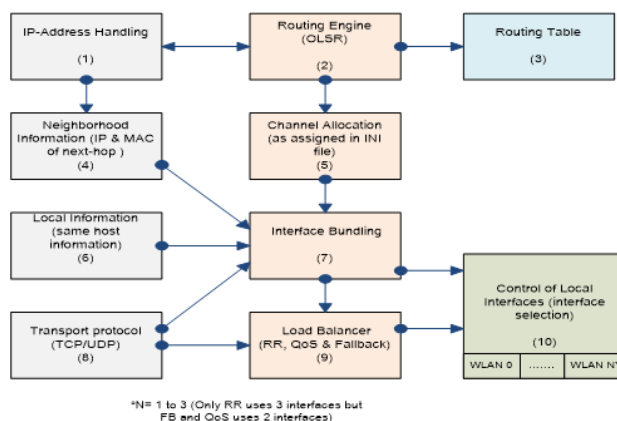 IP-Address Handling
(1)
Routing Engine
(OLSR)
(2)
Routing Table
(3)
Neighborhood
Information (IP & MAC
of next-hop )
(4)
Channel Allocation
(as assigned in INI
file)
(5)
Local Information
(same host
information)
(6)
Interface Bundling
(7)
Transport protocol
(TCP/UDP)
(8)
Load Balancer
(RR, QoS & Fallback)
(9)
Control of Local
Interfaces (interface
selection)
(10)
WLAN 0
.......
WLAN N*
*N= 1 to 3 (Only RR uses 3 interfaces but
FB and QoS uses 2 interfaces)